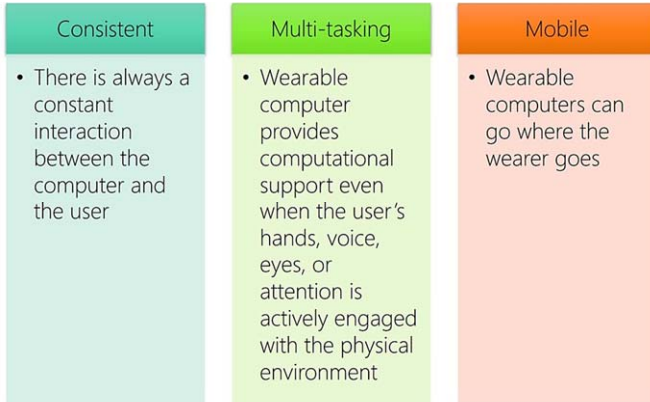 Consistent
• There is always a
constant
interaction
between the
computer and
the user
Multi-tasking
• Wearable
computer
provides
computational
support even
when the user's
hands, voice,
eyes, or
attention is
actively engaged
with the physical
environment
Mobile
• Wearable
computers can
go where the
wearer goes